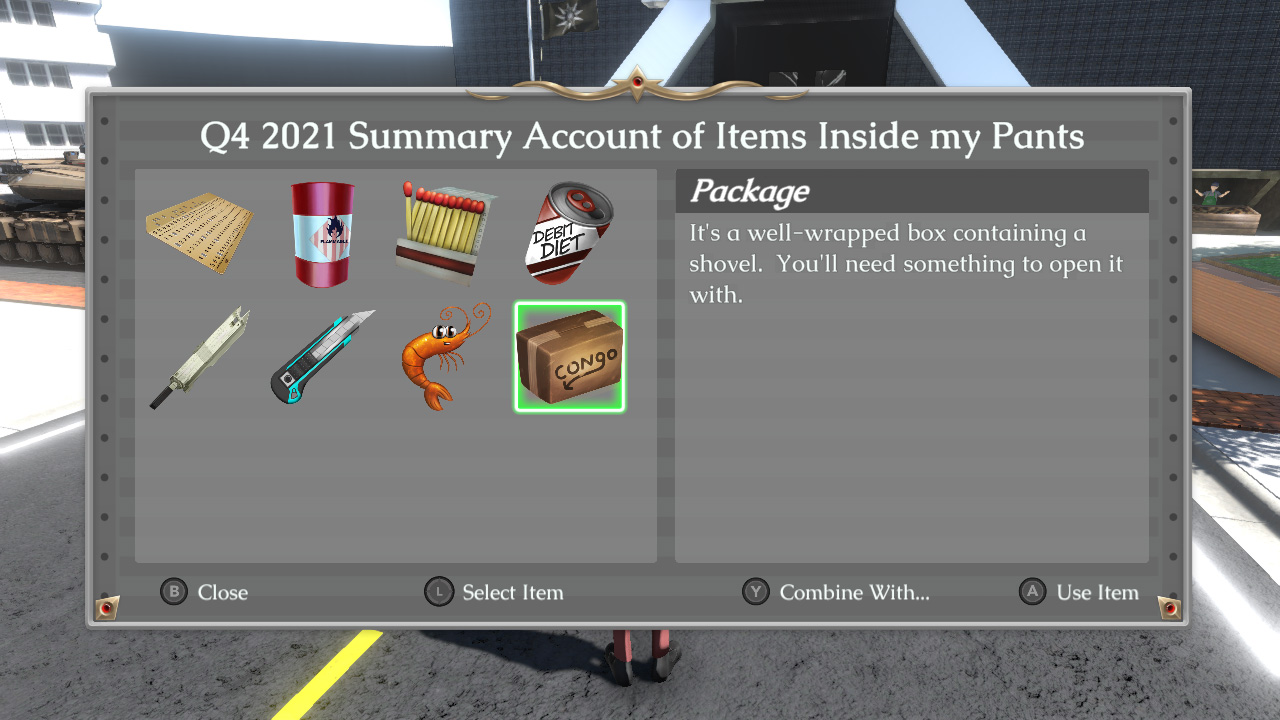 Q4 2021 Summary Account of Items Inside my Pants
FLAMMABLE
DEBIT
DIET
CONGO
Package
It's a well-wrapped box containing a
shovel.  You'll need something to open it
with.
B Close
L Select Item
Y Combine With...
A Use Item